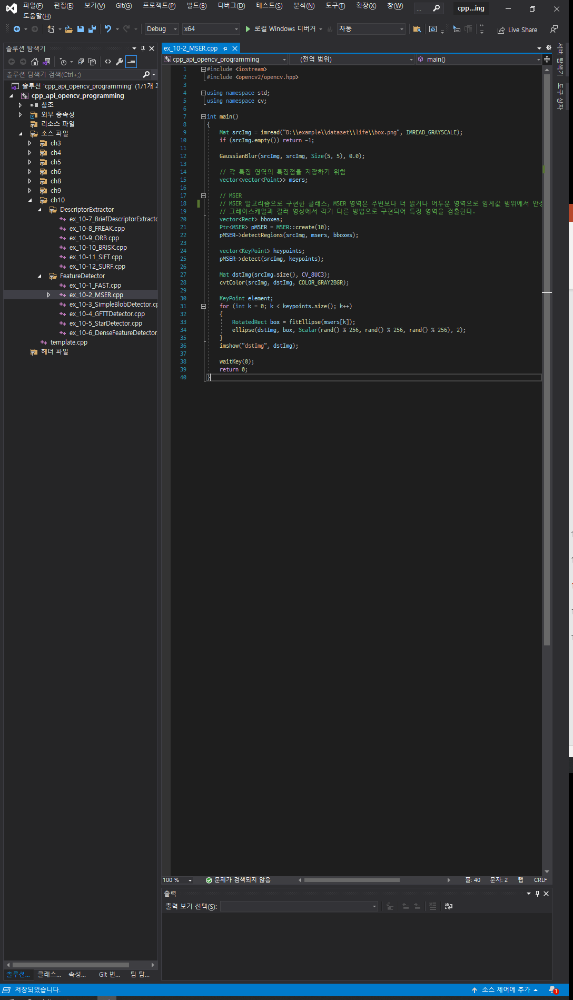 파일(F) 편집(E) 보기(V) Git(G) 프로젝트(P) 빌드(B) 디버그(D) 테스트(S) 분석(N) 도구(T) 확장(X) 창(W) ... cpp...ing
도움말(H)
Debug x64 로컬 Windows 디버거 자동 Live Share
솔루션 탐색기
솔루션 탐색기 검색(Ctrl+;)
솔루션 'cpp_api_opencv_programming' (1/1개
cpp_api_opencv_programming
참조
외부 종속성
리소스 파일
소스 파일
ch3
ch4
ch5
ch6
ch8
ch9
ch10
DescriptorExtractor
ex_10-7_BriefDescriptorExtracto
ex_10-8_FREAK.cpp
ex_10-9_ORB.cpp
ex_10-10_BRISK.cpp
ex_10-11_SIFT.cpp
ex_10-12_SURF.cpp
FeatureDetector
ex_10-1_FAST.cpp
ex_10-2_MSER.cpp
ex_10-3_SimpleBlobDetector.cp
ex_10-4_GFTTDetector.cpp
ex_10-5_StarDetector.cpp
ex_10-6_DenseFeatureDetector
template.cpp
헤더 파일
솔루션... 클래스... 속성... Git 변... 팀 탐...
ex_10-2_MSER.cpp
cpp_api_opencv_programming (전역 범위) main()
1 #include <iostream>
2 #include <opencv2/opencv.hpp>
3
4 using namespace std;
5 using namespace cv;
6
7 int main()
8 {
9 Mat srcImg = imread("D:\\example\\dataset\\life\\box.png", IMREAD_GRAYSCALE);
10 if (srcImg.empty()) return -1;
11
12 GaussianBlur(srcImg, srcImg, Size(5, 5), 0.0);
13
14 // 각 특징 영역의 특징점을 저장하기 위함
15 vector<vector<Point>> msers;
16
17 // MSER
18 // MSER 알고리즘으로 구현한 클래스, MSER 영역은 주변보다 더 밝거나 어두운 영역으로 임계값 범위에서 안정
19 // 그레이스케일과 컬러 영상에서 각기 다른 방법으로 구현되어 특징 영역을 검출한다.
20 vector<Rect> bboxes;
21 Ptr<MSER> pMSER = MSER::create(10);
22 pMSER->detectRegions(srcImg, msers, bboxes);
23
24 vector<KeyPoint> keypoints;
25 pMSER->detect(srcImg, keypoints);
26
27 Mat dstImg(srcImg.size(), CV_8UC3);
28 cvtColor(srcImg, dstImg, COLOR_GRAY2BGR);
29
30 KeyPoint element;
31 for (int k = 0; k < keypoints.size(); k++)
32 {
33 RotatedRect box = fitEllipse(msers[k]);
34 ellipse(dstImg, box, Scalar(rand() % 256, rand() % 256, rand() % 256), 2);
35 }
36 imshow("dstImg", dstImg);
37
38 waitKey(0);
39 return 0;
40 }
서버 탐색기
도구 상자
100 % 문제가 검색되지 않음 줄: 40 문자: 2 탭 CRLF
출력
출력 보기 선택(S):
저장되었습니다. 소스 제어에 추가 1